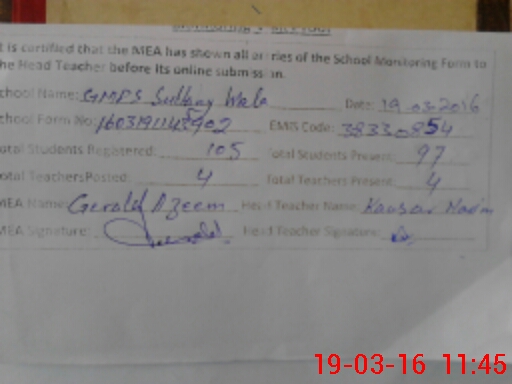 t is certified that the MEA has shown all entries of the School Monitoring Form to
he Head Teacher before its online submission.
chool Name: GMPS Wala Date: 19-03-2016
chool Form No: EMIS Code: 38330854
otal Students Registered: 105 Total Students Present: 97
otal Teachers Posted: 4 Total Teachers Present: 4
MEA Name: Gerald Azeem Head Teacher Name: Kausar
MEA Signature: Head Teacher Signature:
19-03-16 11:45